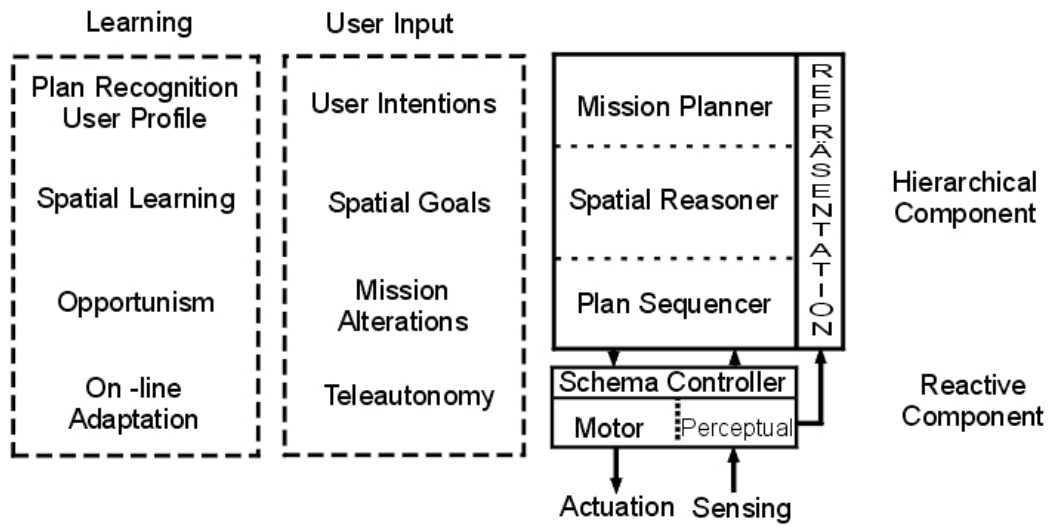 Learning
Plan Recognition
User Profile
Spatial Learning
Opportunism
On -line
Adaptation
User Input
User Intentions
Spatial Goals
Mission
Alterations
Teleautonomy
Mission Planner
Spatial Reasoner
Plan Sequencer
REPRÄSENTATION
Schema Controller
Motor
Perceptual
Actuation
Sensing
Hierarchical
Component
Reactive
Component